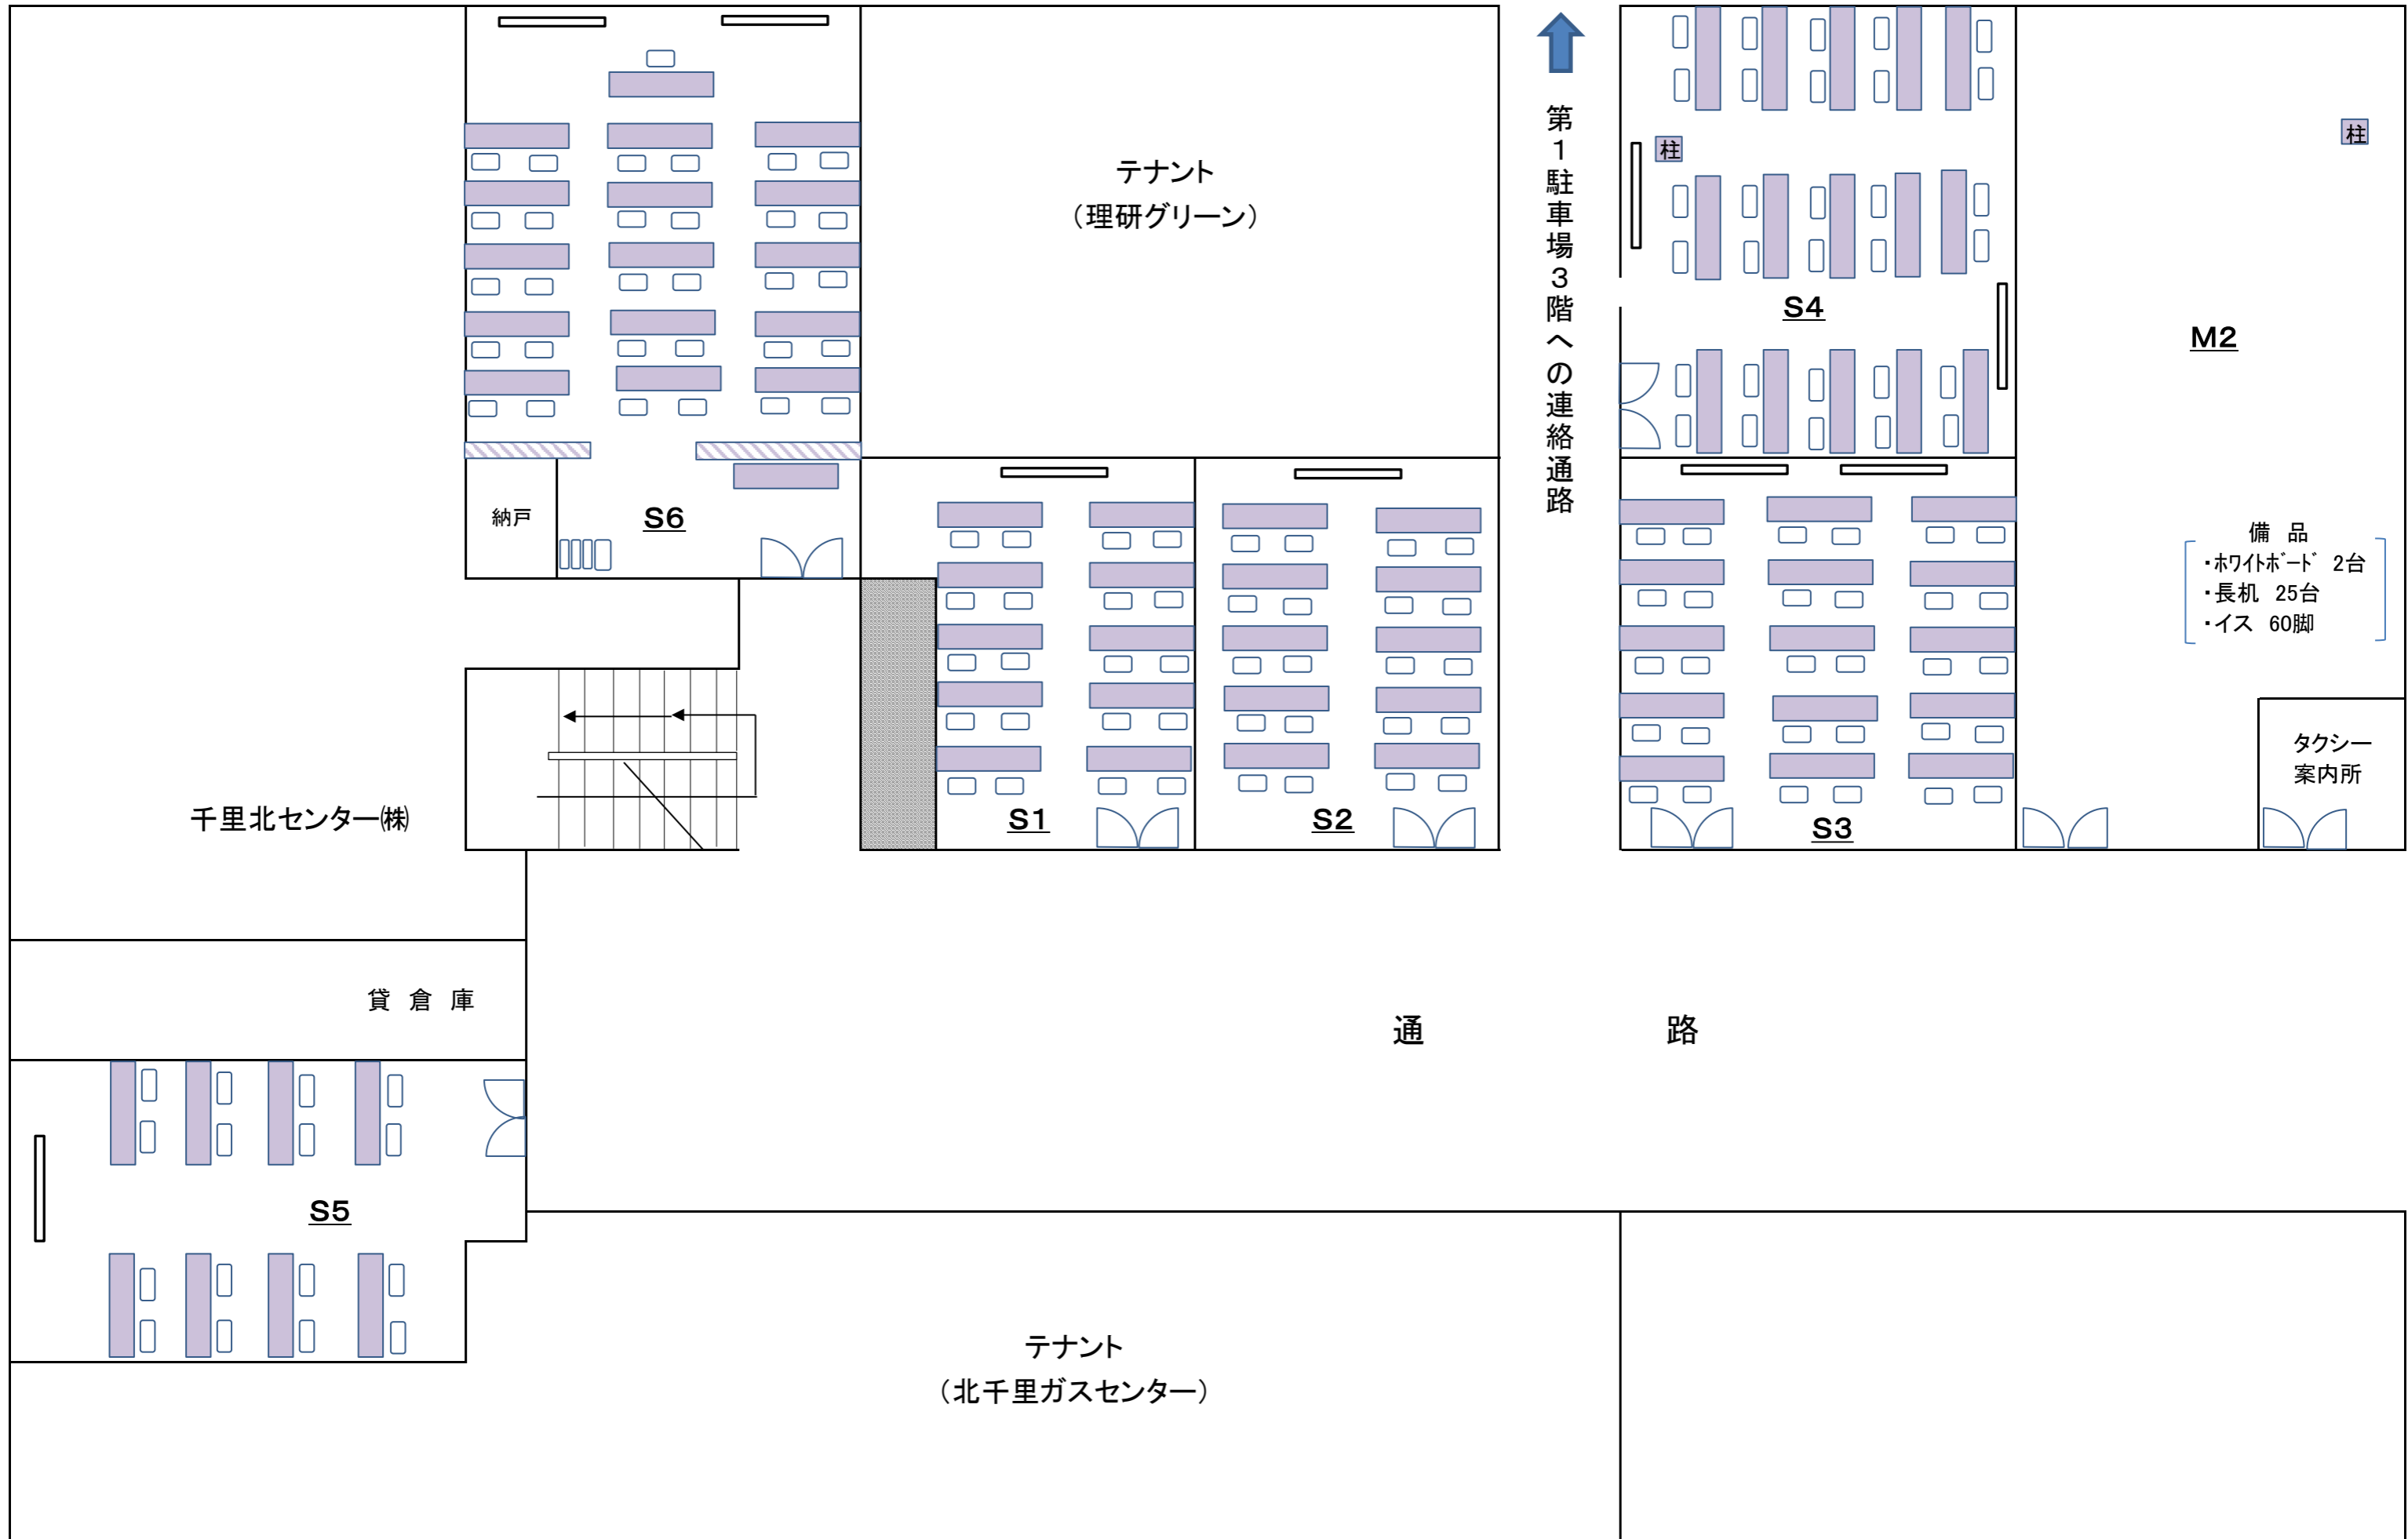 テナント
（理研グリーン）
第1駐車場3階への連絡通路
柱
柱
S4
M2
備 品
・ホワイトボード 2台
・長机 25台
・イス 60脚
納戸
S6
タクシー
案内所
千里北センター㈱
S1
S2
S3
貸 倉 庫
通 路
S5
テナント
（北千里ガスセンター）